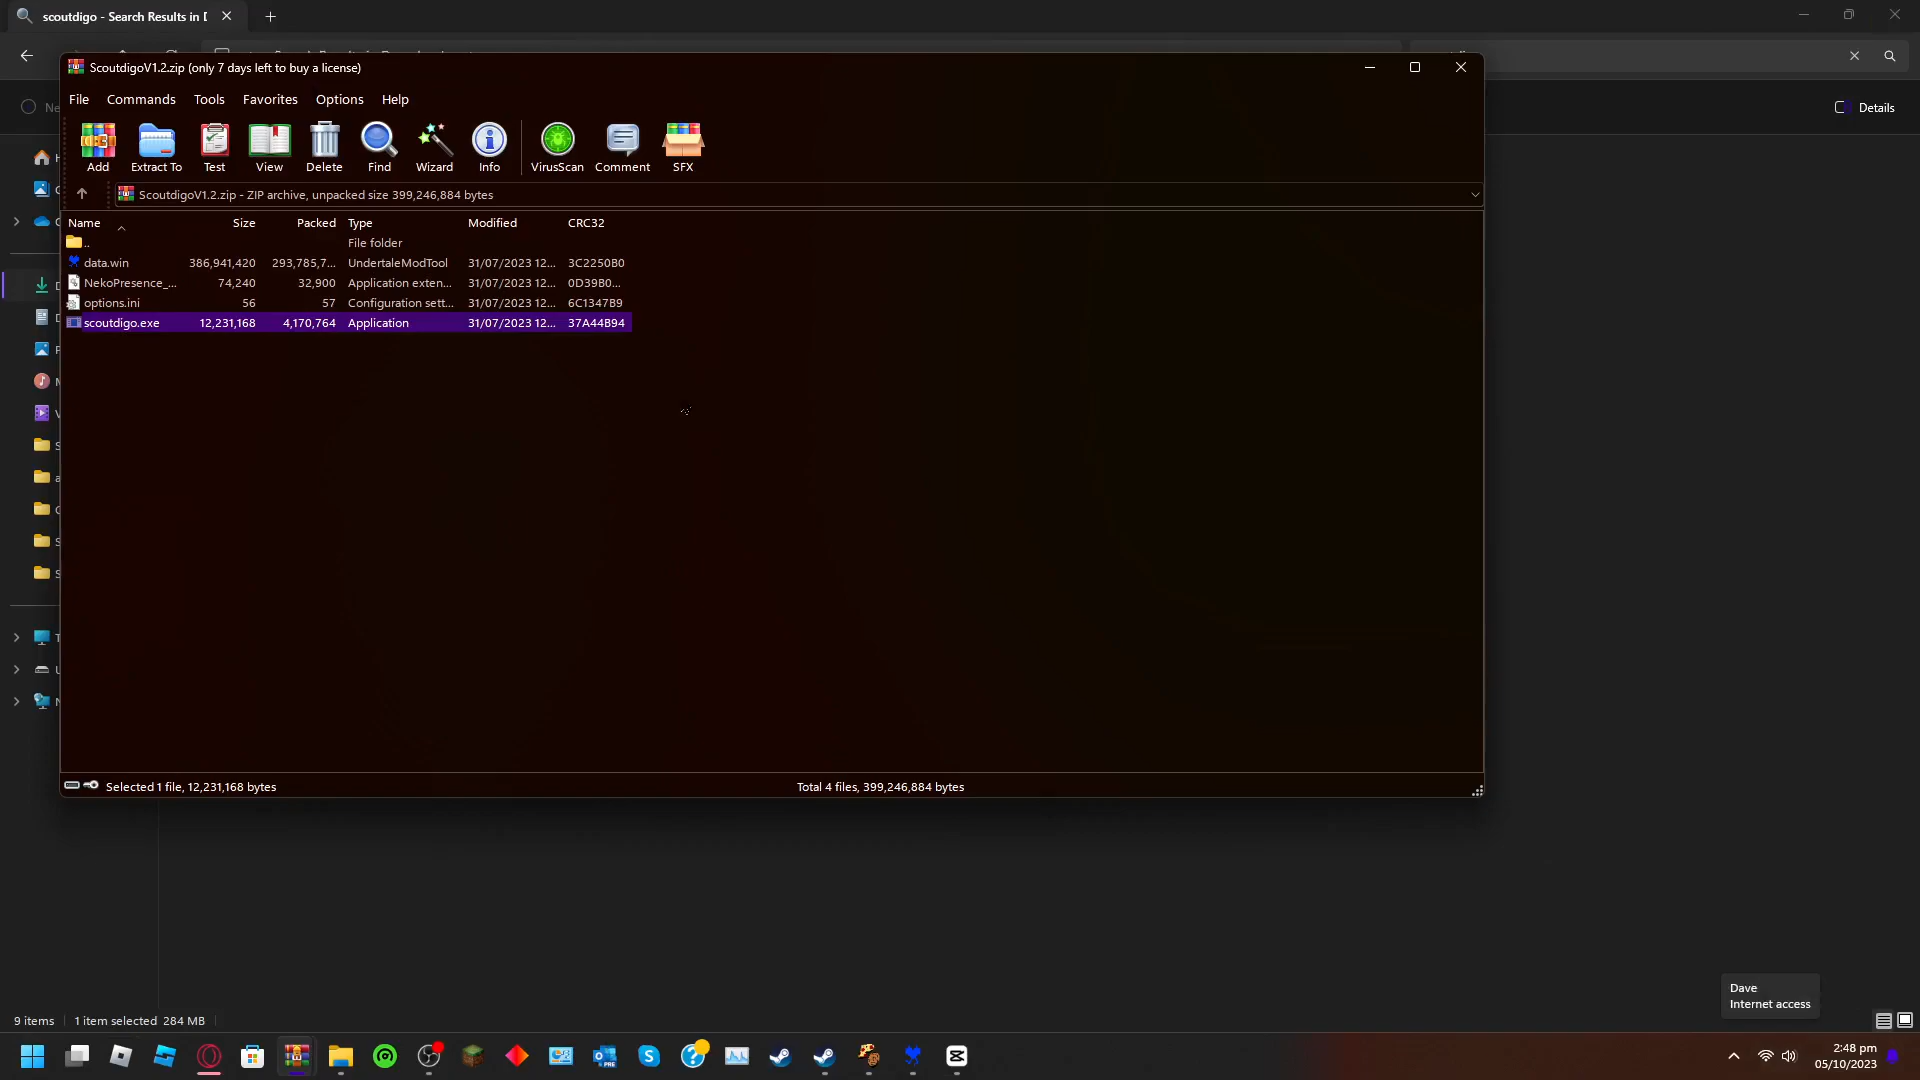 scoutdigo - Search Results in D
ScoutdigoV1.2.zip (only 7 days left to buy a license)
File Commands Tools Favorites Options Help
Details
Add Extract To Test View Delete Find Wizard Info VirusScan Comment SFX
ScoutdigoV1.2.zip - ZIP archive, unpacked size 399,246,884 bytes
Name Size Packed Type Modified CRC32
.. File folder
data.win 386,941,420 293,785,7... UndertaleModTool 31/07/2023 12... 3C2250B0
NekoPresence_... 74,240 32,900 Application exten... 31/07/2023 12... 0D39B0...
options.ini 56 57 Configuration sett... 31/07/2023 12... 6C1347B9
scoutdigo.exe 12,231,168 4,170,764 Application 31/07/2023 12... 37A44B94
Selected 1 file, 12,231,168 bytes Total 4 files, 399,246,884 bytes
Dave
Internet access
9 items 1 item selected 284 MB
2:48 pm
05/10/2023